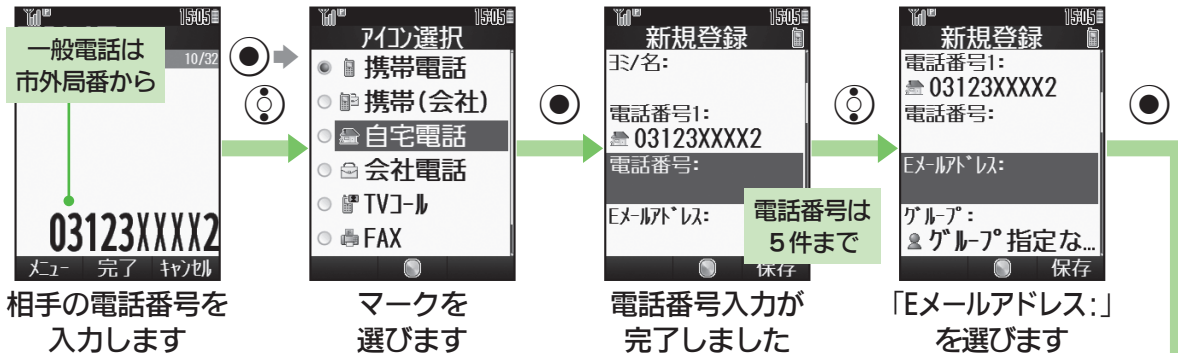 15:05
一般電話は
市外局番から
10/32
03123XXXX2
ﾒﾆｭｰ 完了 ｷｬﾝｾﾙ
相手の電話番号を
入力します
15:05
ｱｲｺﾝ選択
携帯電話
携帯(会社)
自宅電話
会社電話
TVｺｰﾙ
FAX
マークを
選びます
15:05
新規登録
ﾖﾐ/名:
電話番号1:
03123XXXX2
電話番号:
Eﾒｰﾙｱﾄﾞﾚｽ:
保存
電話番号は
5件まで
電話番号入力が
完了しました
15:05
新規登録
電話番号1:
03123XXXX2
電話番号:
Eﾒｰﾙｱﾄﾞﾚｽ:
ｸﾞﾙｰﾌﾟ:
ｸﾞﾙｰﾌﾟ指定な...
保存
「Eメールアドレス:」
を選びます